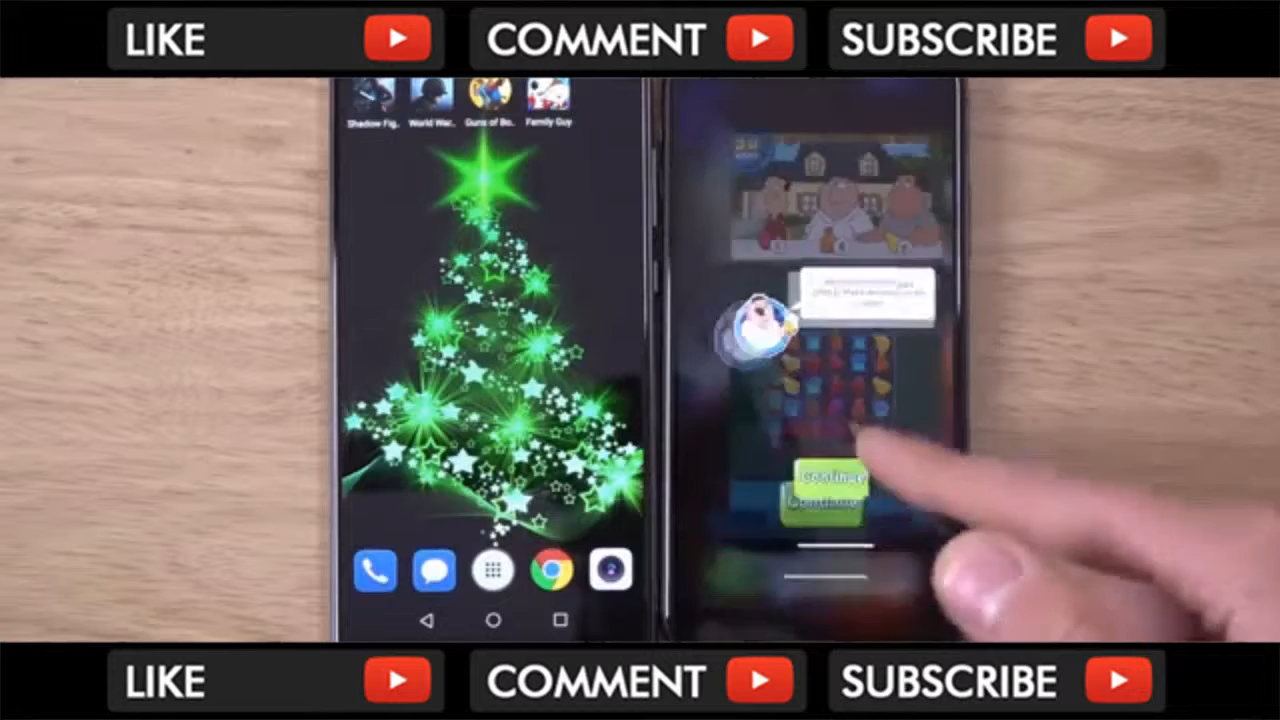 LIKE COMMENT SUBSCRIBE
Shadow Fig.. World War.. Guns of Bo.. Family Guy
Continue
Continue
LIKE COMMENT SUBSCRIBE